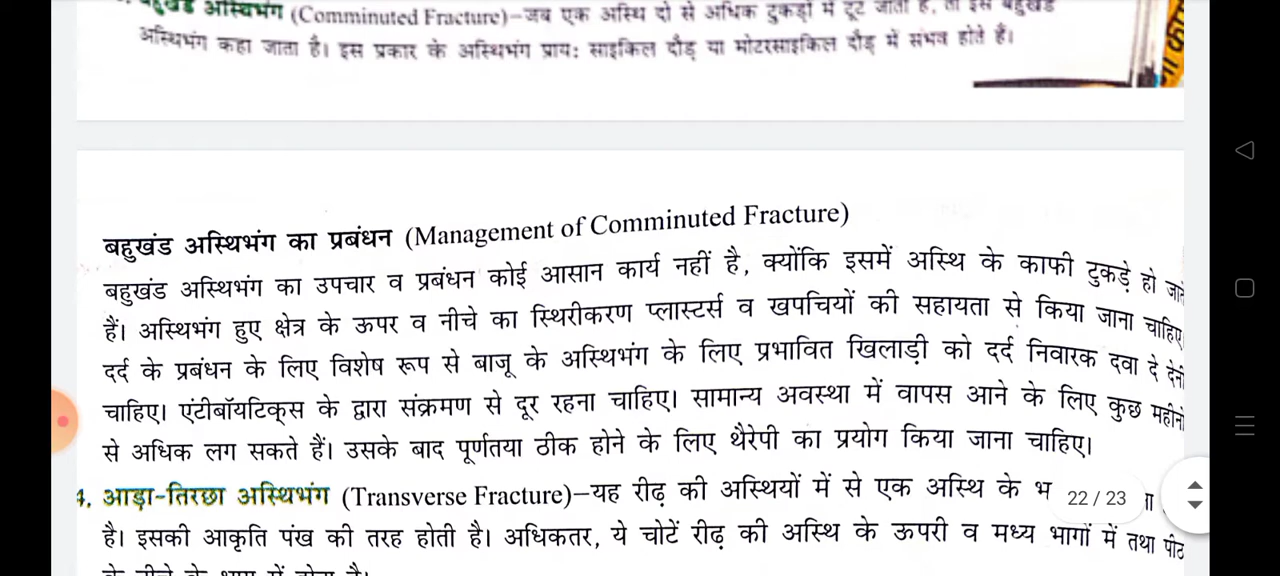 बहुखंड अस्थिभंग (Comminuted Fracture)–जब एक अस्थि दो से अधिक टुकड़ों में टूट जाती है, तो इसे बहुखंड
अस्थिभंग कहा जाता है। इस प्रकार के अस्थिभंग प्राय: साइकिल दौड़ या मोटरसाइकिल दौड़ में संभव होते हैं।
बहुखंड अस्थिभंग का प्रबंधन (Management of Comminuted Fracture)
बहुखंड अस्थिभंग का उपचार व प्रबंधन कोई आसान कार्य नहीं है, क्योंकि इसमें अस्थि के काफी टुकड़े हो जाते
हैं। अस्थिभंग हुए क्षेत्र के ऊपर व नीचे का स्थिरीकरण प्लास्टर्स व खपचियों की सहायता से किया जाना चाहिए।
दर्द के प्रबंधन के लिए विशेष रूप से बाजू के अस्थिभंग के लिए प्रभावित खिलाड़ी को दर्द निवारक दवा दे देनी
चाहिए। एंटीबॉयटिक्स के द्वारा संक्रमण से दूर रहना चाहिए। सामान्य अवस्था में वापस आने के लिए कुछ महीनों
से अधिक लग सकते हैं। उसके बाद पूर्णतया ठीक होने के लिए थैरेपी का प्रयोग किया जाना चाहिए।
4. आड़ा-तिरछा अस्थिभंग (Transverse Fracture)–यह रीढ़ की अस्थियों में से एक अस्थि के भ
22 / 23
है। इसकी आकृति पंख की तरह होती है। अधिकतर, ये चोटें रीढ़ की अस्थि के ऊपरी व मध्य भागों में तथा पीठ